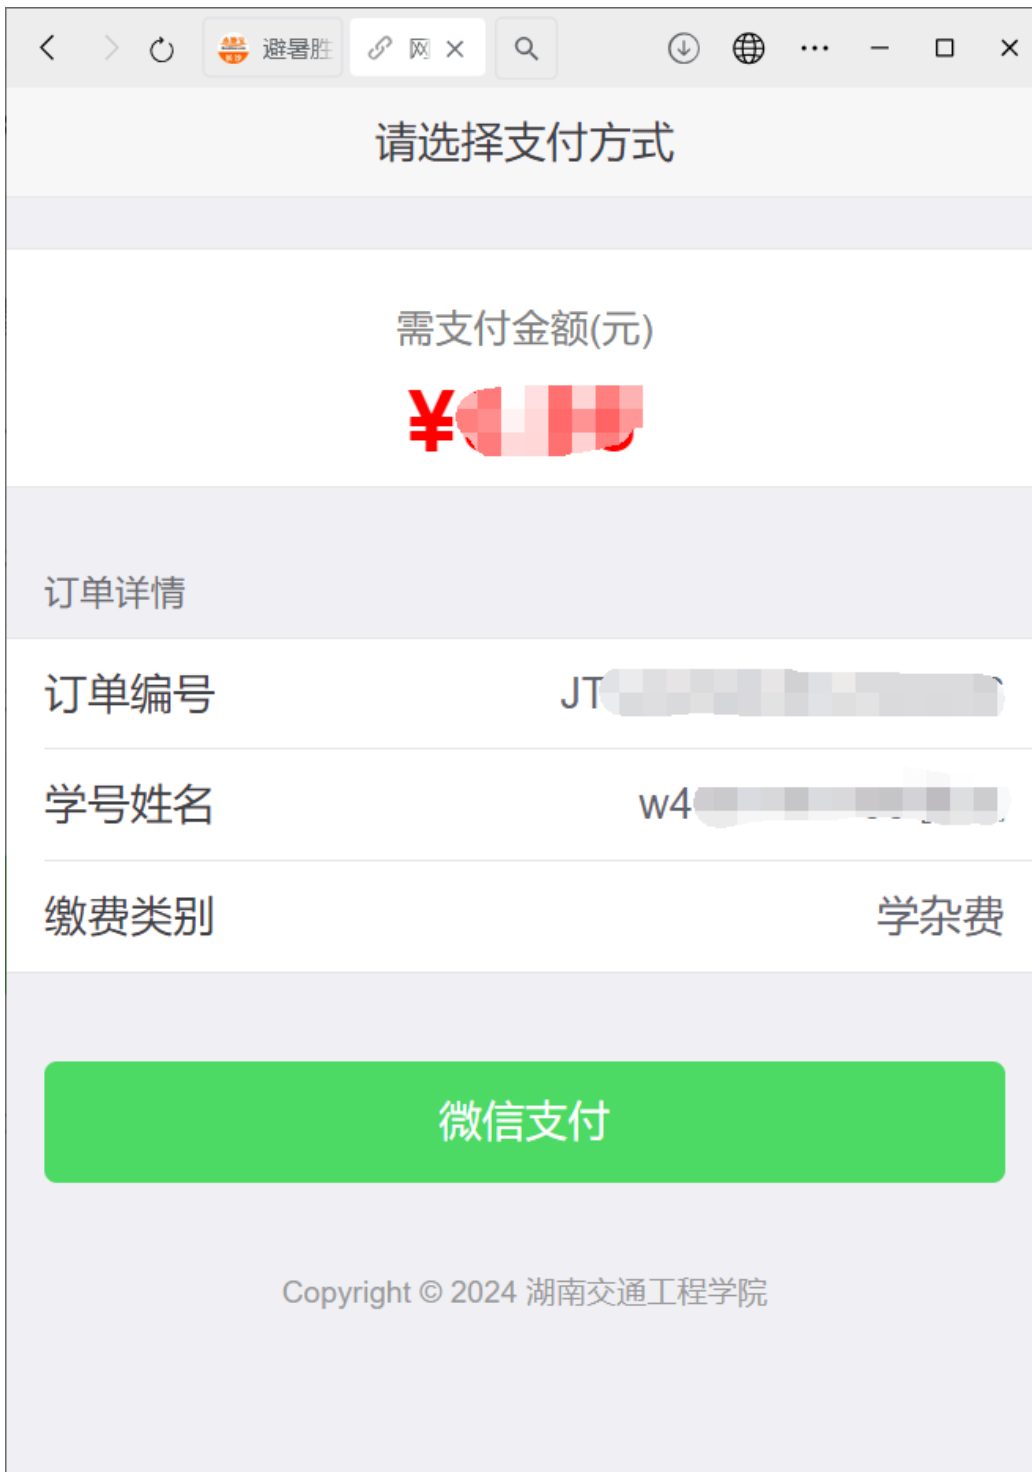 避暑胜
网
请选择支付方式
需支付金额(元)
¥
订单详情
订单编号 JT
学号姓名 w4
缴费类别 学杂费
微信支付
Copyright © 2024 湖南交通工程学院